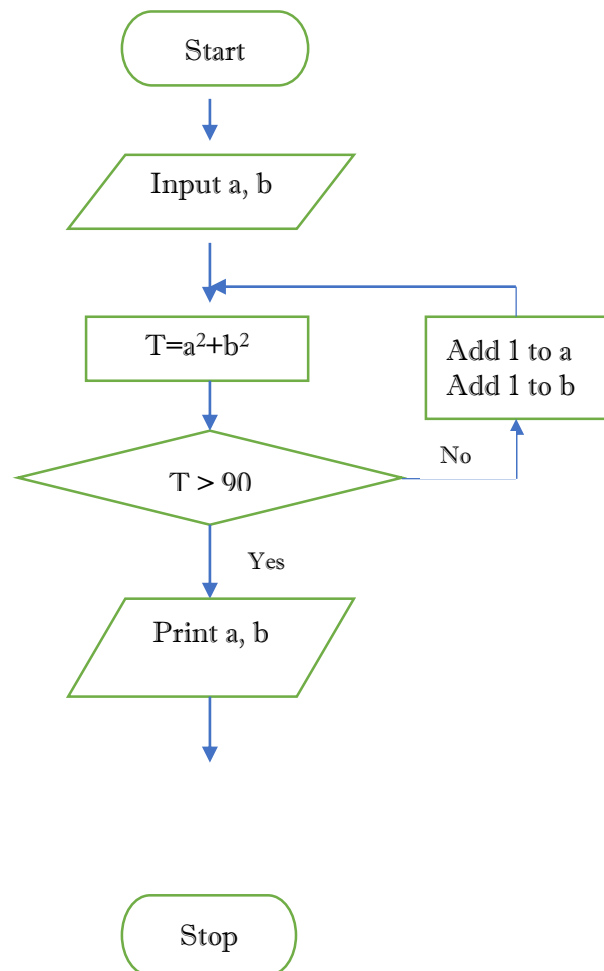 Start
Input a, b
T=a²+b²
Add 1 to a
Add 1 to b
No
T > 90
Yes
Print a, b
Stop